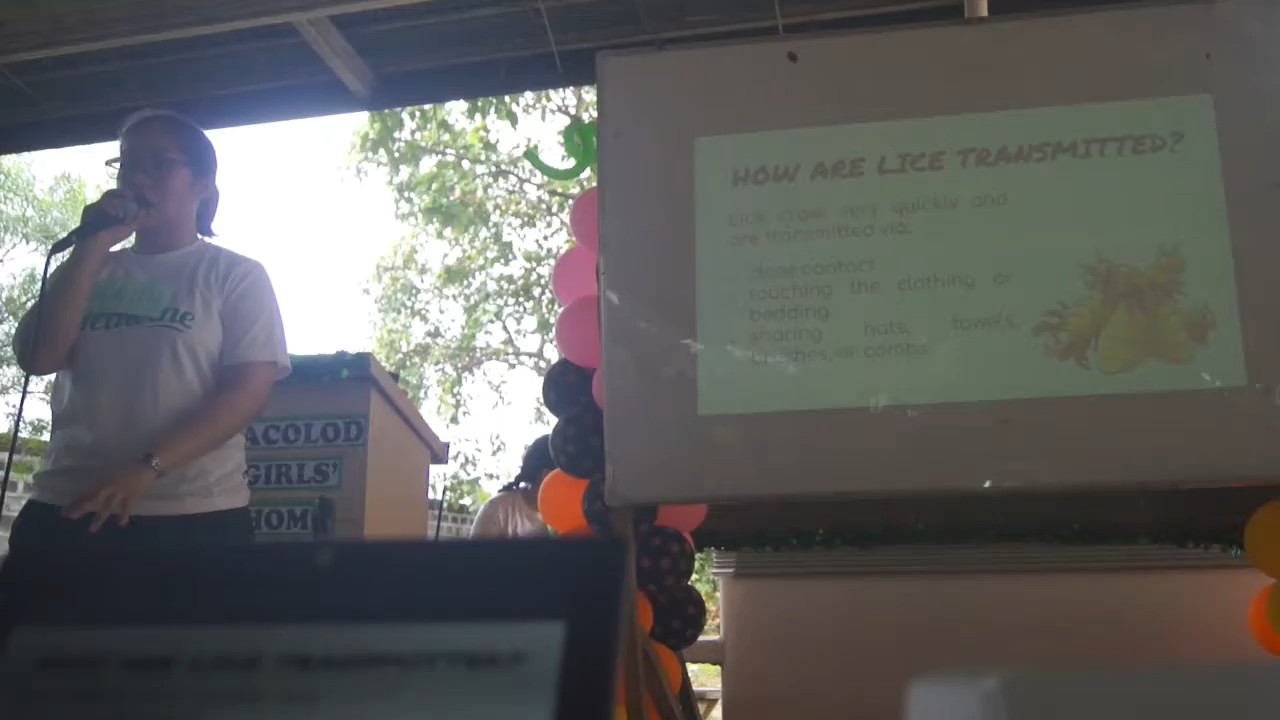 HOW ARE LICE TRANSMITTED?
Lice grow very quickly and
are transmitted via:
close contact
touching the clothing or
bedding
sharing hats, towels,
brushes, or combs
ACOLOD
GIRLS'
HOM